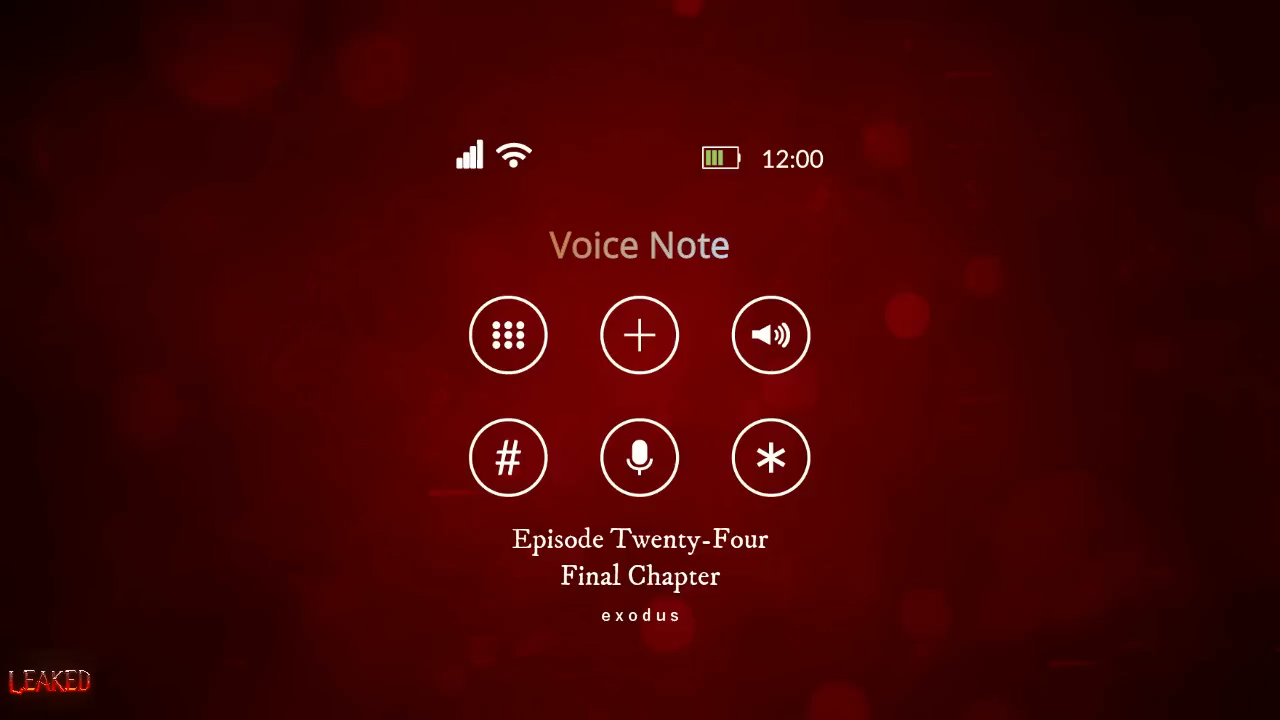 12:00
Voice Note
#
*
Episode Twenty-Four
Final Chapter
exodus
LEAKED